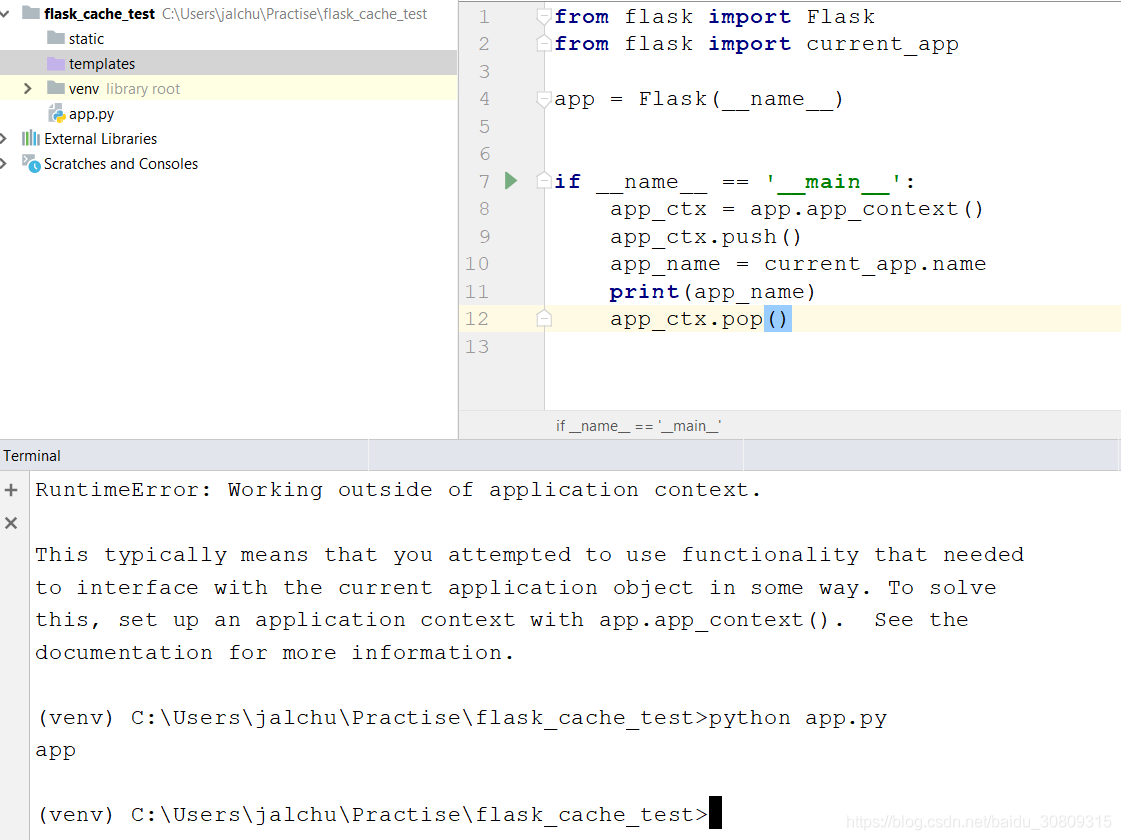 flask_cache_test C:\Users\jalchu\Practise\flask_cache_test
static
templates
venv library root
app.py
External Libraries
Scratches and Consoles
1 from flask import Flask
2 from flask import current_app
3
4 app = Flask(__name__)
5
6
7 if __name__ == '__main__':
8 app_ctx = app.app_context()
9 app_ctx.push()
10 app_name = current_app.name
11 print(app_name)
12 app_ctx.pop()
13
if __name__ == '__main__'
Terminal
RuntimeError: Working outside of application context.
This typically means that you attempted to use functionality that needed
to interface with the current application object in some way. To solve
this, set up an application context with app.app_context(). See the
documentation for more information.
(venv) C:\Users\jalchu\Practise\flask_cache_test>python app.py
app
(venv) C:\Users\jalchu\Practise\flask_cache_test>
https://blog.csdn.net/baidu_30809315